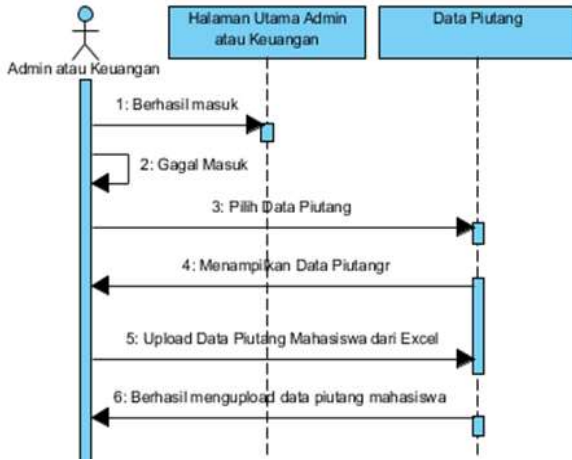 Halaman Utama Admin
atau Keuangan
Data Piutang
Admin atau Keuangan
1: Berhasil masuk
2: Gagal Masuk
3: Pilih Data Piutang
4: Menampilkan Data Piutangr
5: Upload Data Piutang Mahasiswa dari Excel
6: Berhasil mengupload data piutang mahasiswa